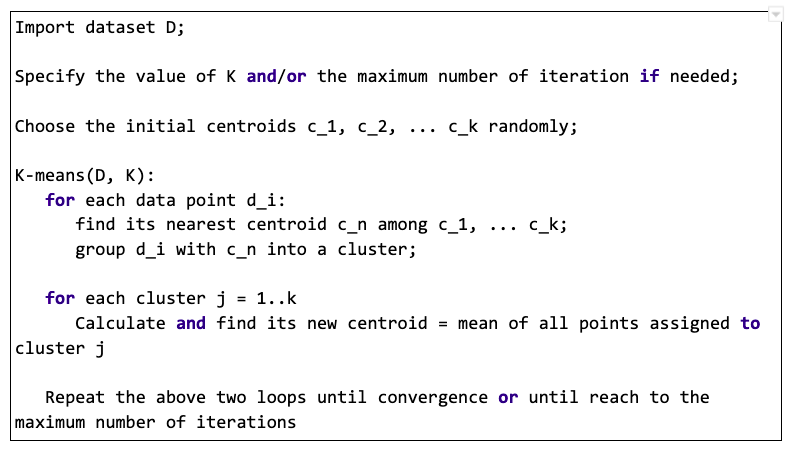 Import dataset D;
Specify the value of K and/or the maximum number of iteration if needed;
Choose the initial centroids c_1, c_2, ... c_k randomly;
K-means(D, K):
for each data point d_i:
find its nearest centroid c_n among c_1, ... c_k;
group d_i with c_n into a cluster;
for each cluster j = 1..k
Calculate and find its new centroid = mean of all points assigned to
cluster j
Repeat the above two loops until convergence or until reach to the
maximum number of iterations